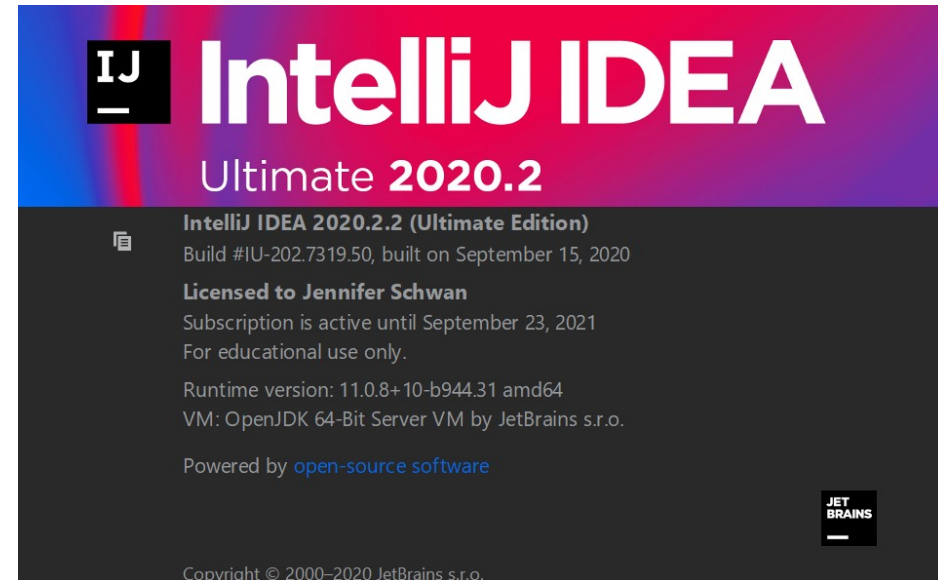 IJ
IntelliJ IDEA
Ultimate 2020.2
IntelliJ IDEA 2020.2.2 (Ultimate Edition)
Build #IU-202.7319.50, built on September 15, 2020
Licensed to Jennifer Schwan
Subscription is active until September 23, 2021
For educational use only.
Runtime version: 11.0.8+10-b944.31 amd64
VM: OpenJDK 64-Bit Server VM by JetBrains s.r.o.
Powered by open-source software
JET
BRAINS
Copyright © 2000–2020 JetBrains s.r.o.